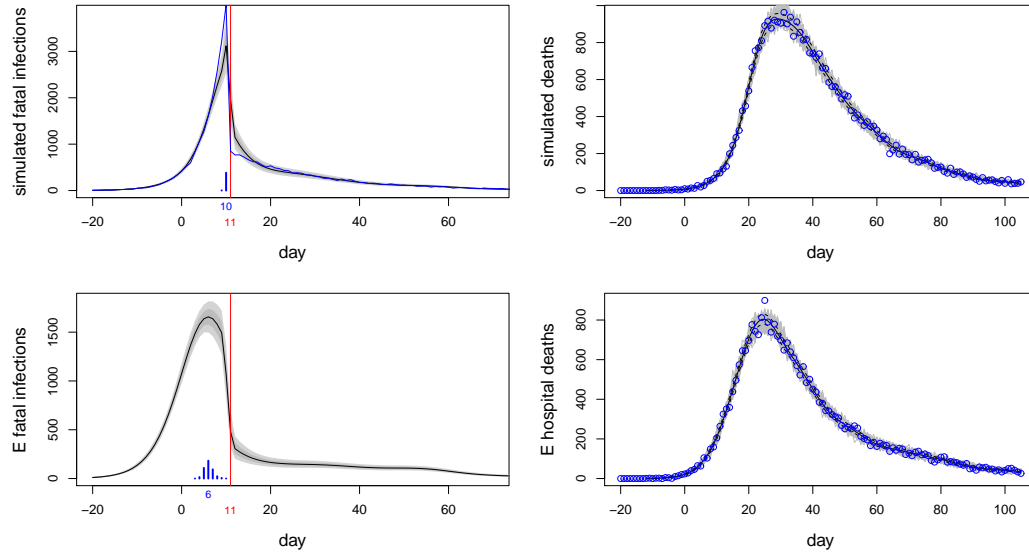 simulated fatal infections
0 1000 2000 3000
−20 0 20 40 60
10
11
day
simulated deaths
0 200 400 600 800
−20 0 20 40 60 80 100
day
E fatal infections
0 500 1000 1500
−20 0 20 40 60
6
11
day
E hospital deaths
0 200 400 600 800
−20 0 20 40 60 80 100
day